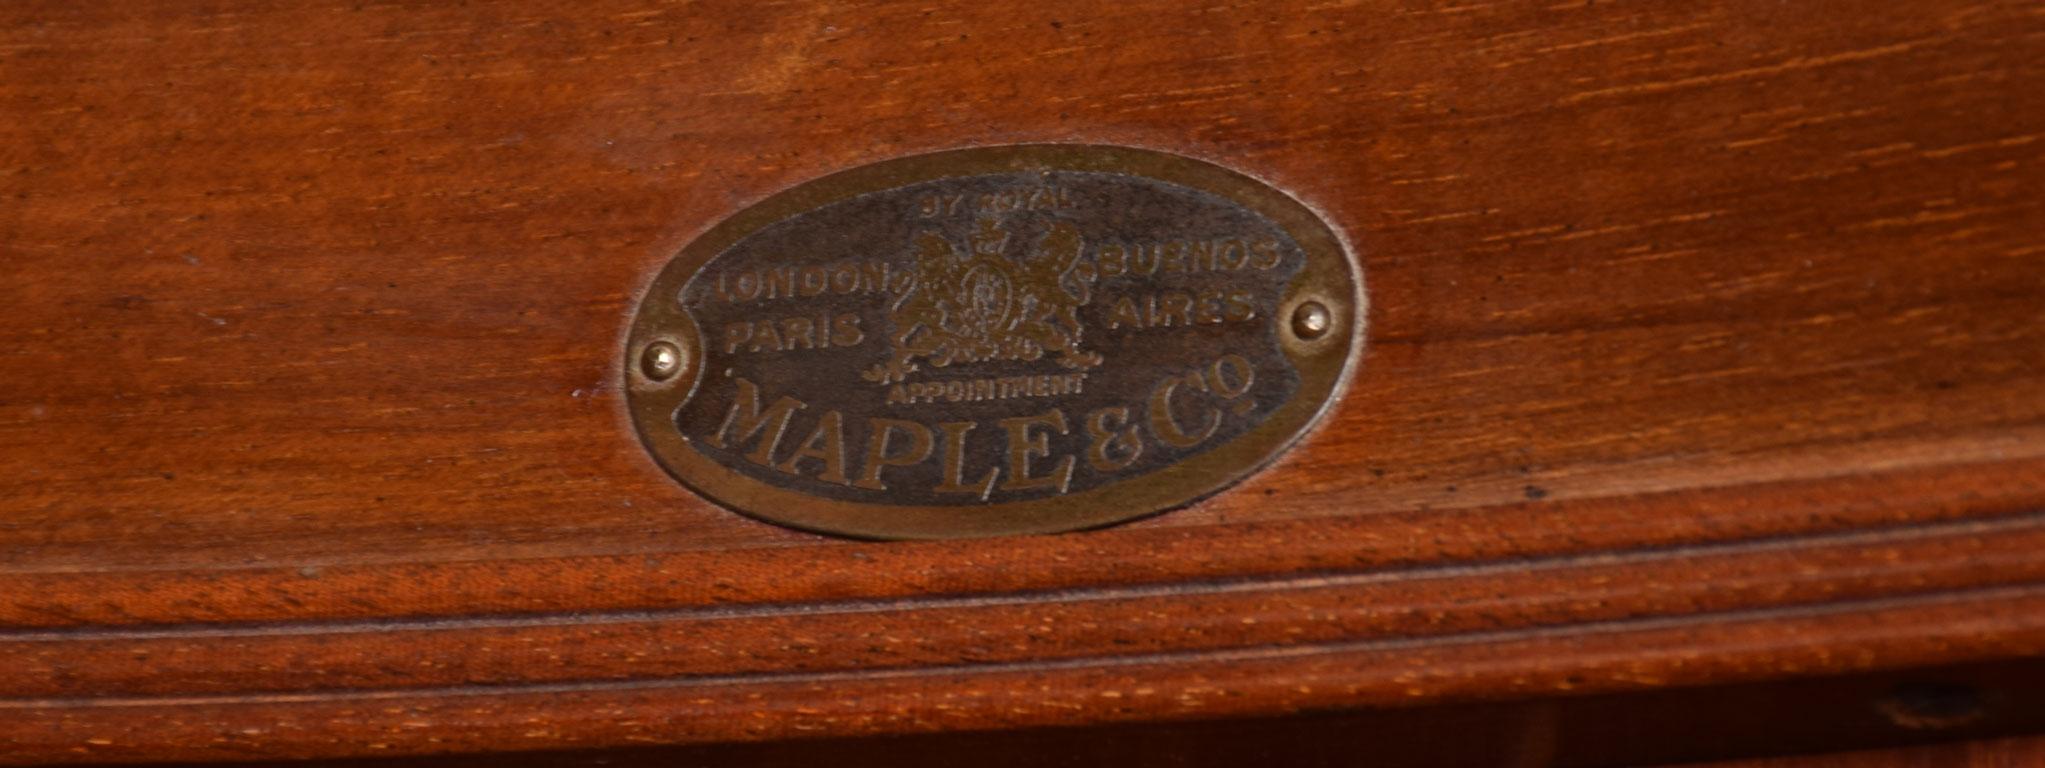 BY ROYAL
LONDON
PARIS
BUENOS
AIRES
APPOINTMENT
MAPLE & Co